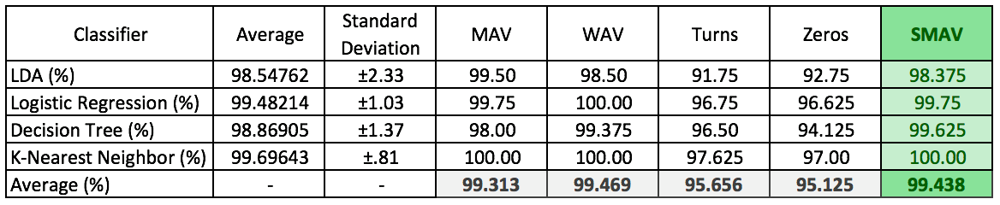 Classifier Average Standard Deviation MAV WAV Turns Zeros SMAV
LDA (%) 98.54762 ±2.33 99.50 98.50 91.75 92.75 98.375
Logistic Regression (%) 99.48214 ±1.03 99.75 100.00 96.75 96.625 99.75
Decision Tree (%) 98.86905 ±1.37 98.00 99.375 96.50 94.125 99.625
K-Nearest Neighbor (%) 99.69643 ±.81 100.00 100.00 97.625 97.00 100.00
Average (%) - - 99.313 99.469 95.656 95.125 99.438